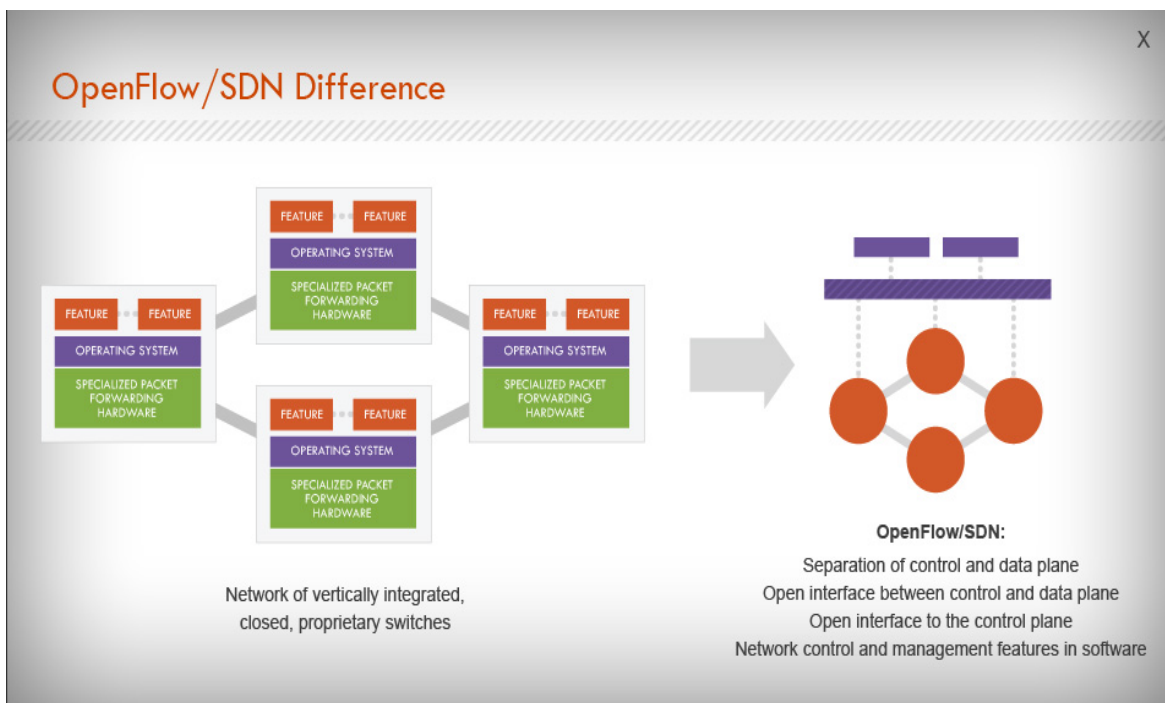 X
OpenFlow/SDN Difference
FEATURE FEATURE
OPERATING SYSTEM
SPECIALIZED PACKET
FORWARDING
HARDWARE
FEATURE FEATURE
OPERATING SYSTEM
SPECIALIZED PACKET
FORWARDING
HARDWARE
FEATURE FEATURE
OPERATING SYSTEM
SPECIALIZED PACKET
FORWARDING
HARDWARE
FEATURE FEATURE
OPERATING SYSTEM
SPECIALIZED PACKET
FORWARDING
HARDWARE
Network of vertically integrated,
closed, proprietary switches
OpenFlow/SDN:
Separation of control and data plane
Open interface between control and data plane
Open interface to the control plane
Network control and management features in software